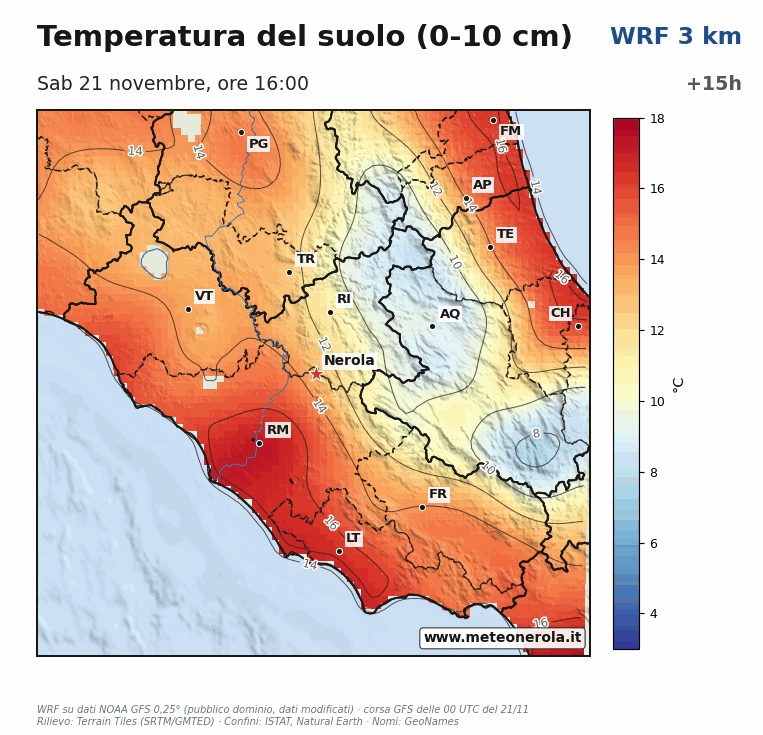 Temperatura del suolo (0-10 cm)
WRF 3 km
Sab 21 novembre, ore 16:00
+15h
FM
PG
14
14
16
12
14
AP
14
TE
10
16
TR
VT
RI
AQ
CH
12
Nerola
14
RM
8
10
FR
16
LT
14
16
www.meteonerola.it
18
16
14
12
10
8
6
4
°C
WRF su dati NOAA GFS 0,25° (pubblico dominio, dati modificati) · corsa GFS delle 00 UTC del 21/11
Rilievo: Terrain Tiles (SRTM/GMTED) · Confini: ISTAT, Natural Earth · Nomi: GeoNames